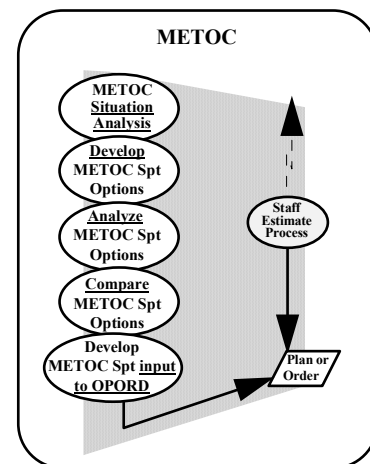 METOC
METOC
Situation
Analysis
Develop
METOC Spt
Options
Analyze
METOC Spt
Options
Compare
METOC Spt
Options
Develop
METOC Spt input
to OPORD
Staff
Estimate
Process
Plan or
Order